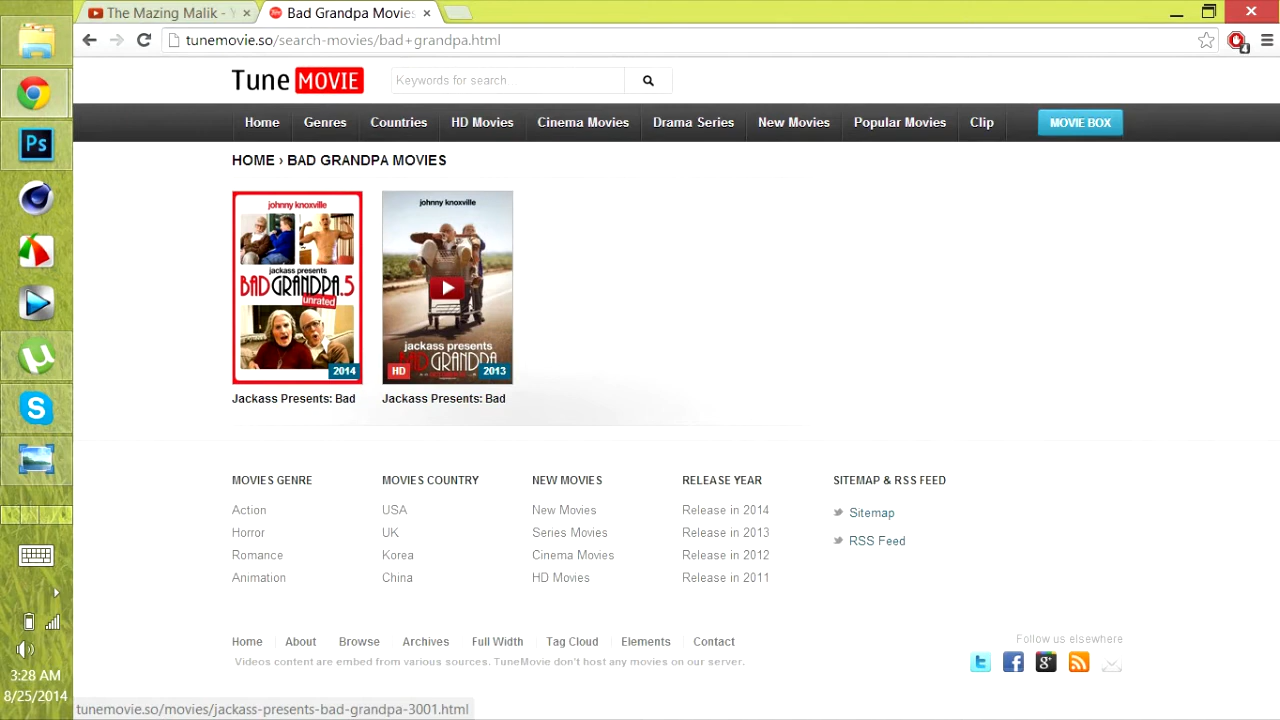 The Mazing Malik - Y
Bad Grandpa Movies
tunemovie.so/search-movies/bad+grandpa.html
Tune MOVIE
Keywords for search
Home Genres Countries HD Movies Cinema Movies Drama Series New Movies Popular Movies Clip MOVIE BOX
HOME › BAD GRANDPA MOVIES
johnny knoxville
jackass presents
BAD GRANDPA.5
unrated
2014
johnny knoxville
jackass presents
BAD GRANDPA
HD 2013
Jackass Presents: Bad
Jackass Presents: Bad
MOVIES GENRE MOVIES COUNTRY NEW MOVIES RELEASE YEAR SITEMAP & RSS FEED
Action USA New Movies Release in 2014 Sitemap
Horror UK Series Movies Release in 2013
Romance Korea Cinema Movies Release in 2012 RSS Feed
Animation China HD Movies Release in 2011
Home About Browse Archives Full Width Tag Cloud Elements Contact
Follow us elsewhere
Videos content are embed from various sources. TuneMovie don't host any movies on our server.
tunemovie.so/movies/jackass-presents-bad-grandpa-3001.html
Ps
3:28 AM
8/25/2014